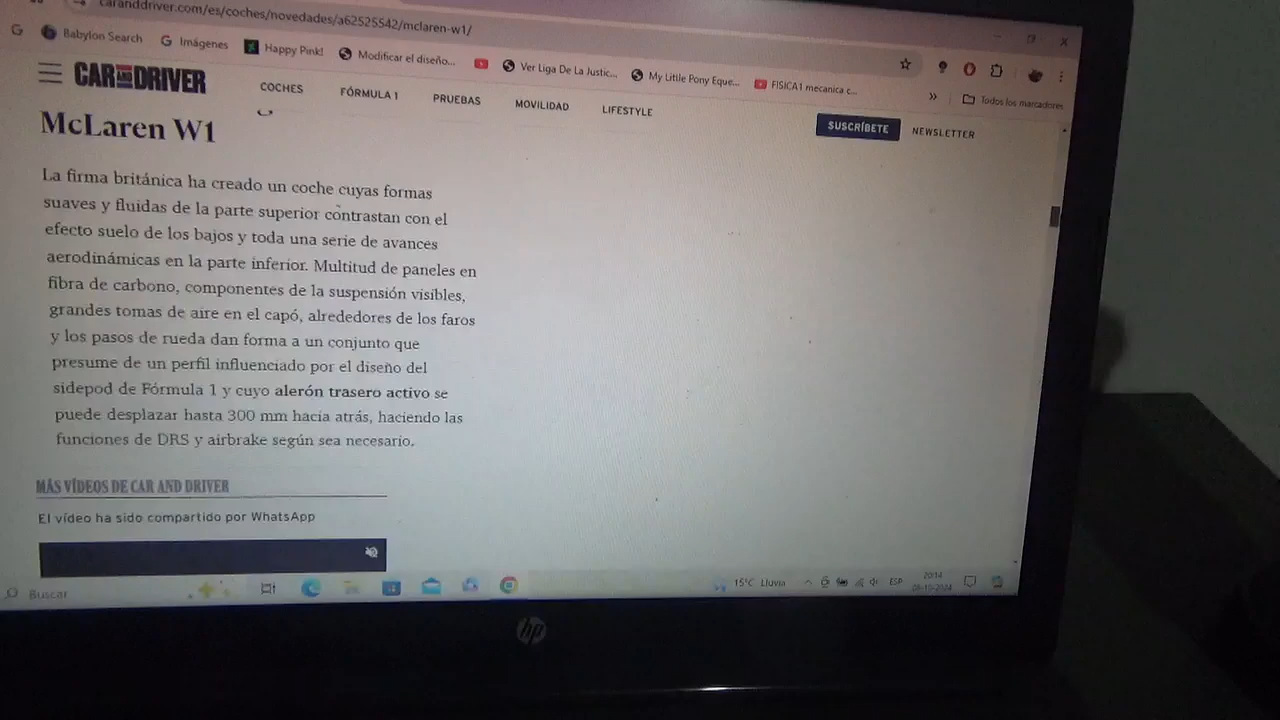 caranddriver.com/es/coches/novedades/a62525542/mclaren-w1/
G Babylon Search G Imágenes Happy Pink! Modificar el diseño... Ver Liga De La Justic... My Little Pony Eque... FISICA1 mecanica c...
» Todos los marcadores
CAR AND DRIVER COCHES FÓRMULA 1 PRUEBAS MOVILIDAD LIFESTYLE SUSCRÍBETE NEWSLETTER
McLaren W1
La firma británica ha creado un coche cuyas formas
suaves y fluidas de la parte superior contrastan con el
efecto suelo de los bajos y toda una serie de avances
aerodinámicas en la parte inferior. Multitud de paneles en
fibra de carbono, componentes de la suspensión visibles,
grandes tomas de aire en el capó, alrededores de los faros
y los pasos de rueda dan forma a un conjunto que
presume de un perfil influenciado por el diseño del
sidepod de Fórmula 1 y cuyo alerón trasero activo se
puede desplazar hasta 300 mm hacia atrás, haciendo las
funciones de DRS y airbrake según sea necesario.
MÁS VÍDEOS DE CAR AND DRIVER
El vídeo ha sido compartido por WhatsApp
Buscar 15°C Lluvia ESP 20:14
hp